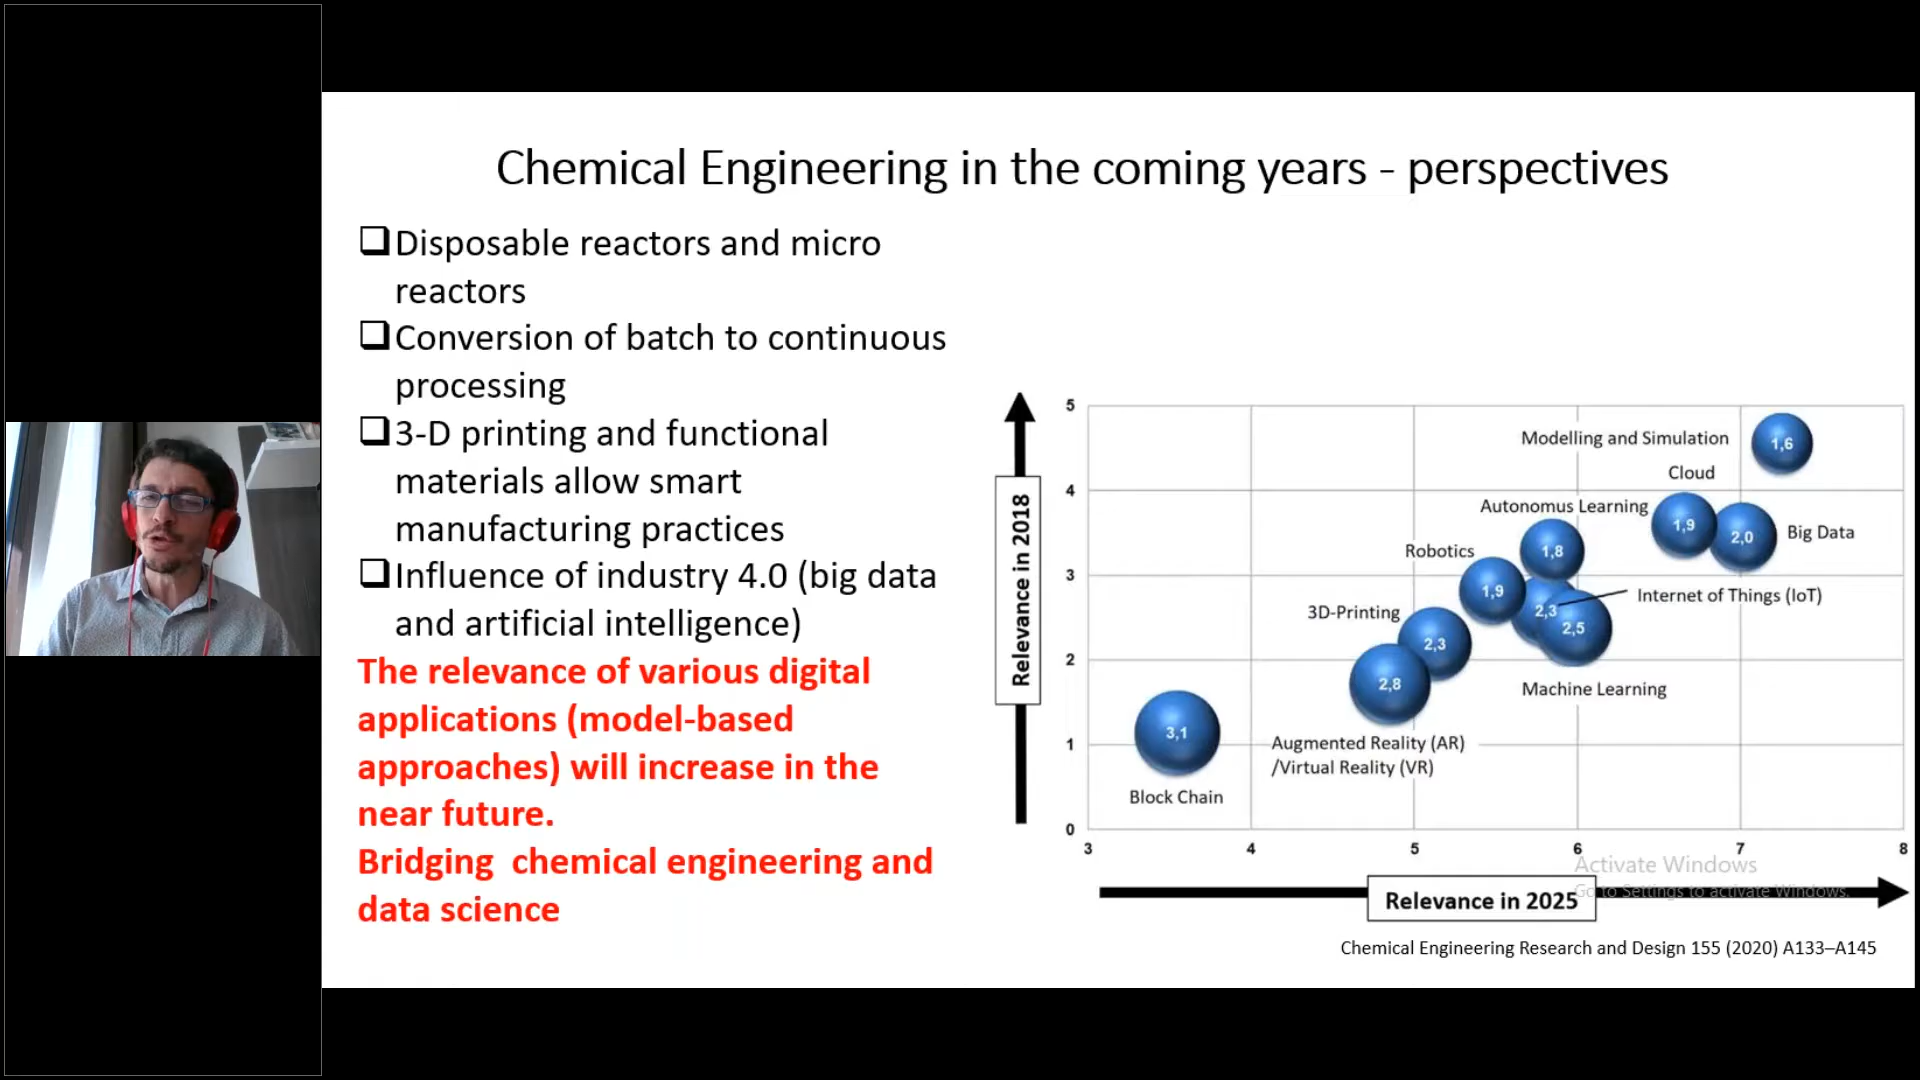 Chemical Engineering in the coming years - perspectives
❑Disposable reactors and micro
reactors
❑Conversion of batch to continuous
processing
❑3-D printing and functional
materials allow smart
manufacturing practices
❑Influence of industry 4.0 (big data
and artificial intelligence)
The relevance of various digital
applications (model-based
approaches) will increase in the
near future.
Bridging  chemical engineering and
data science
Relevance in 2018
5
4
3
2
1
0
Modelling and Simulation
1,6
Cloud
Autonomus Learning
1,9
2,0
Big Data
Robotics
1,8
1,9
2,3
Internet of Things (IoT)
3D-Printing
2,5
2,3
2,8
Machine Learning
3,1
Augmented Reality (AR)
/Virtual Reality (VR)
Block Chain
3 4 5 6 7 8
Activate Windows
Go to Settings to activate Windows.
Relevance in 2025
Chemical Engineering Research and Design 155 (2020) A133–A145